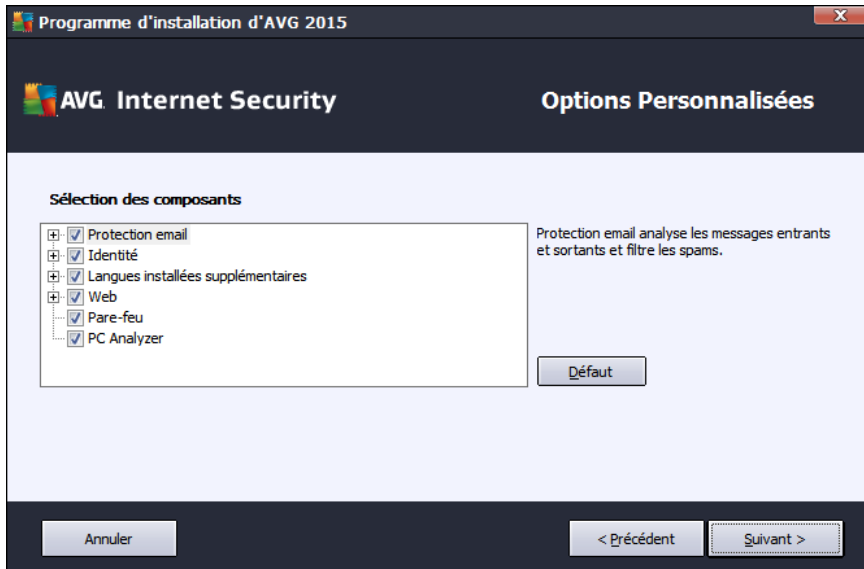 Programme d'installation d'AVG 2015
X
AVG. Internet Security
Options Personnalisées
Sélection des composants
Protection email
Identité
Langues installées supplémentaires
Web
Pare-feu
PC Analyzer
Protection email analyse les messages entrants
et sortants et filtre les spams.
Défaut
Annuler
< Précédent
Suivant >